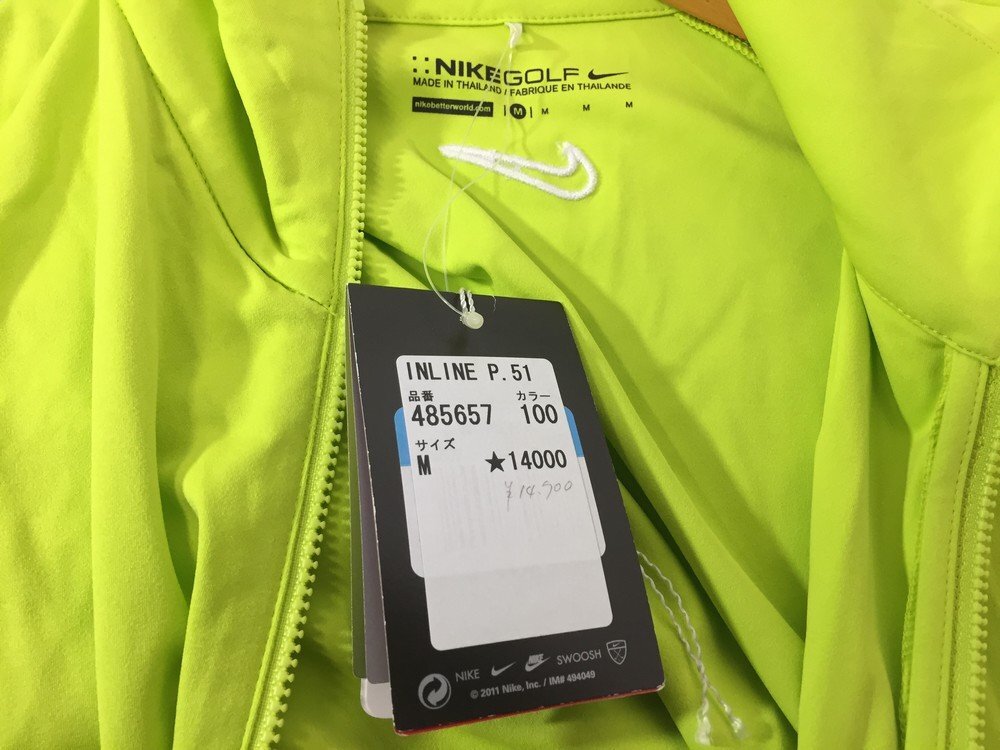 NIKEGOLF
MADE IN THAILAND / FABRIQUE EN THAILANDE
nikebetterworld.com | M | M M M
INLINE P.51
品番 カラー
485657 100
サイズ
M ★14000
¥14.900
NIKE SWOOSH
© 2011 Nike, Inc. / IM# 494049